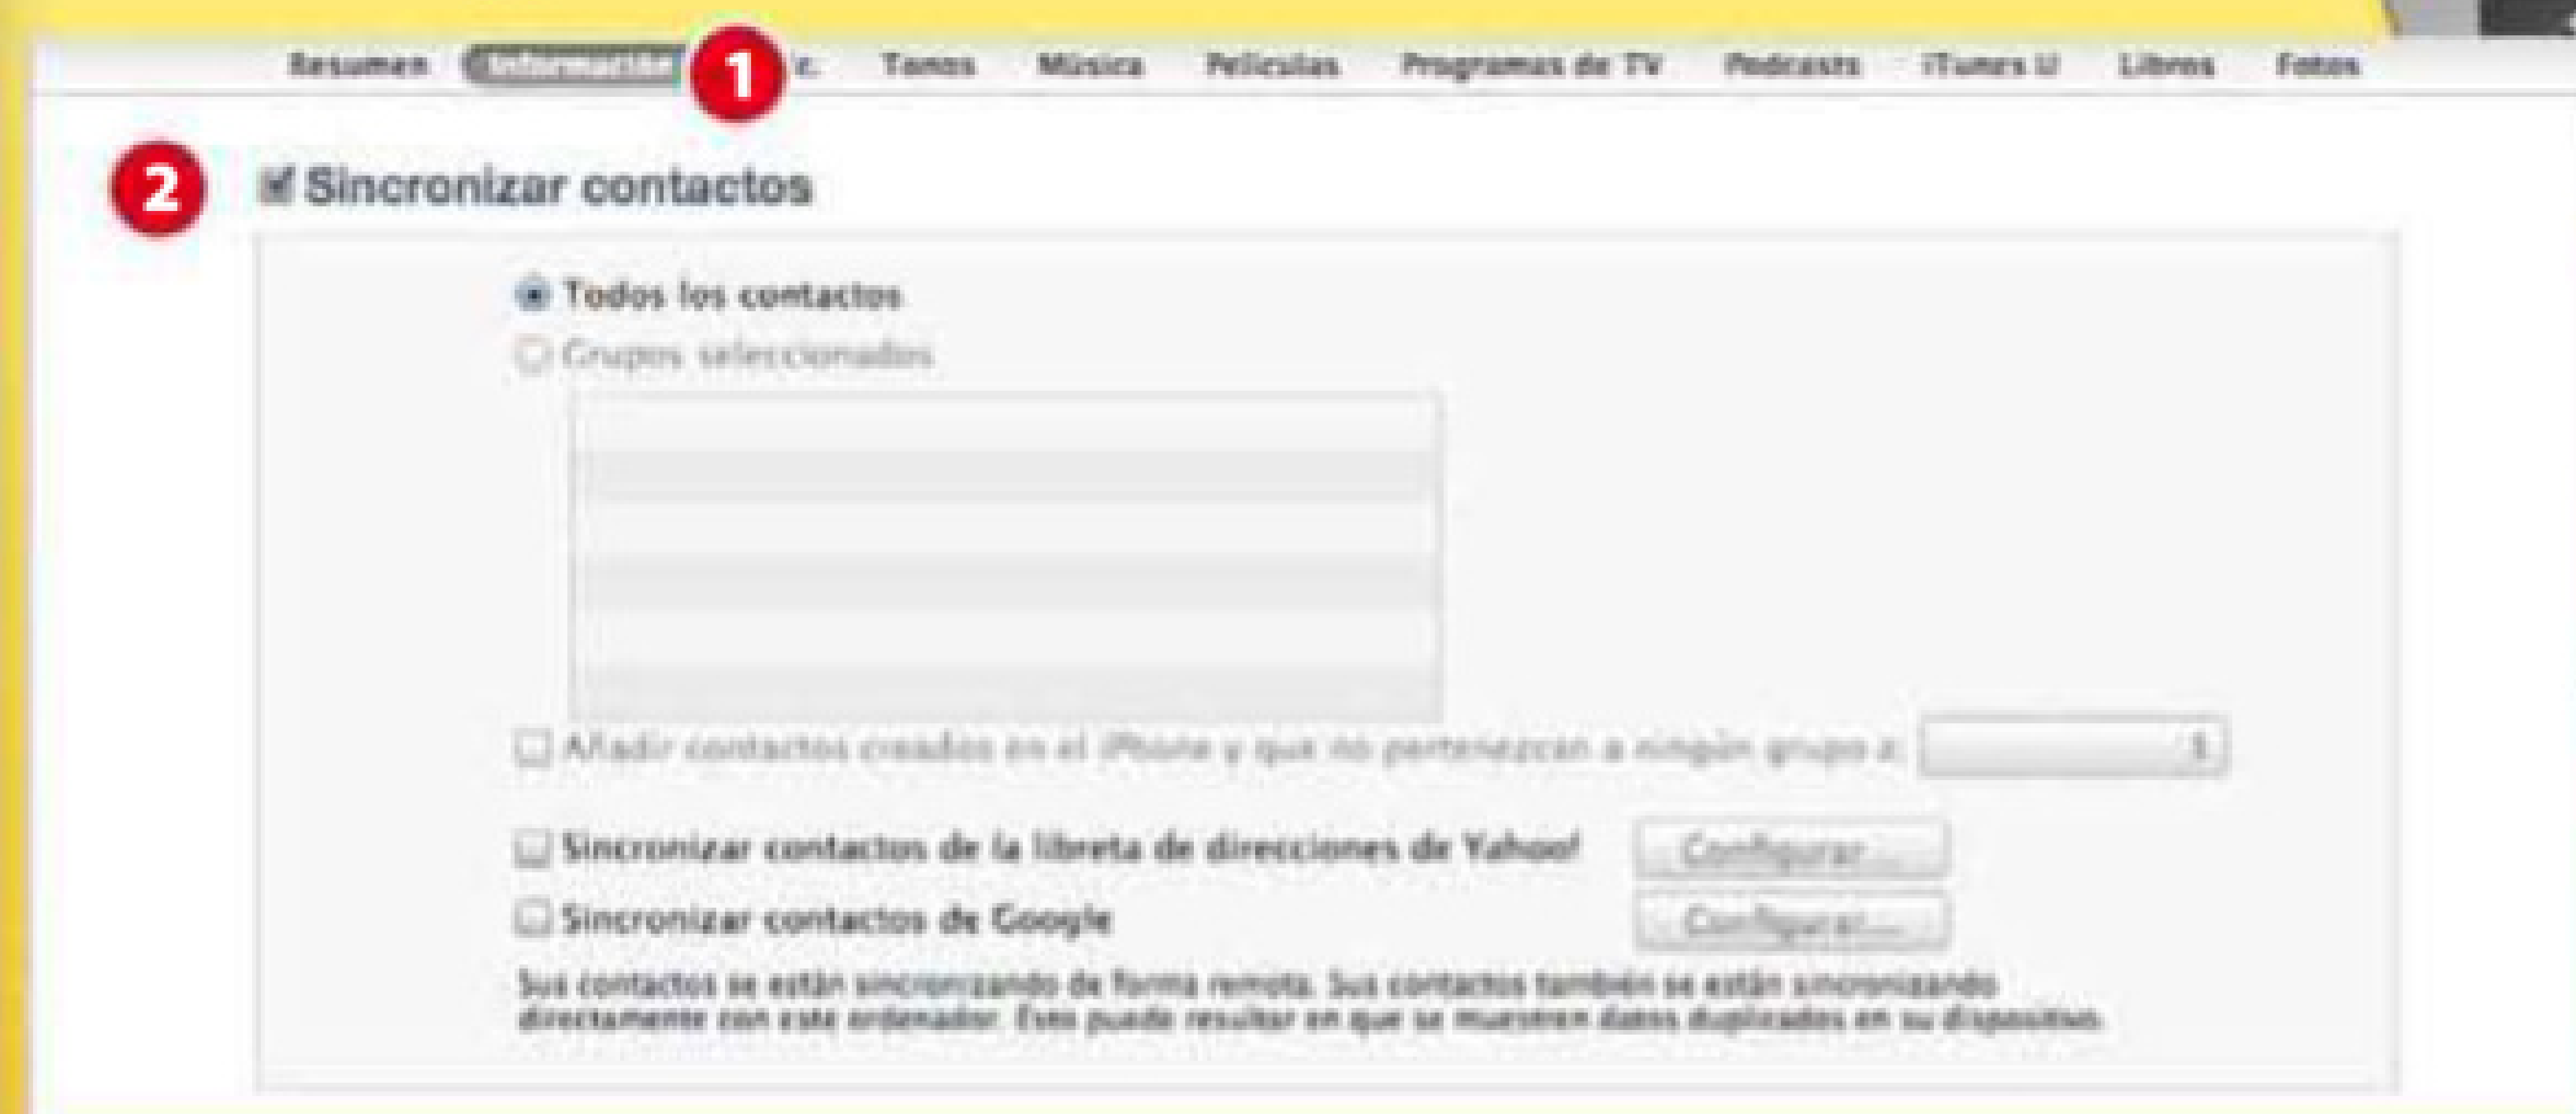 Resumen Información 1 Tonos Música Películas Programas de TV Podcasts iTunes U Libros Fotos
2 Sincronizar contactos
Todos los contactos
Grupos seleccionados
Añadir contactos creados en el iPhone y que no pertenezcan a ningún grupo a:
Sincronizar contactos de la libreta de direcciones de Yahoo! Configurar...
Sincronizar contactos de Google Configurar...
Sus contactos se están sincronizando de forma remota. Sus contactos también se están sincronizando
directamente con este ordenador. Esto puede resultar en que se muestren datos duplicados en su dispositivo.